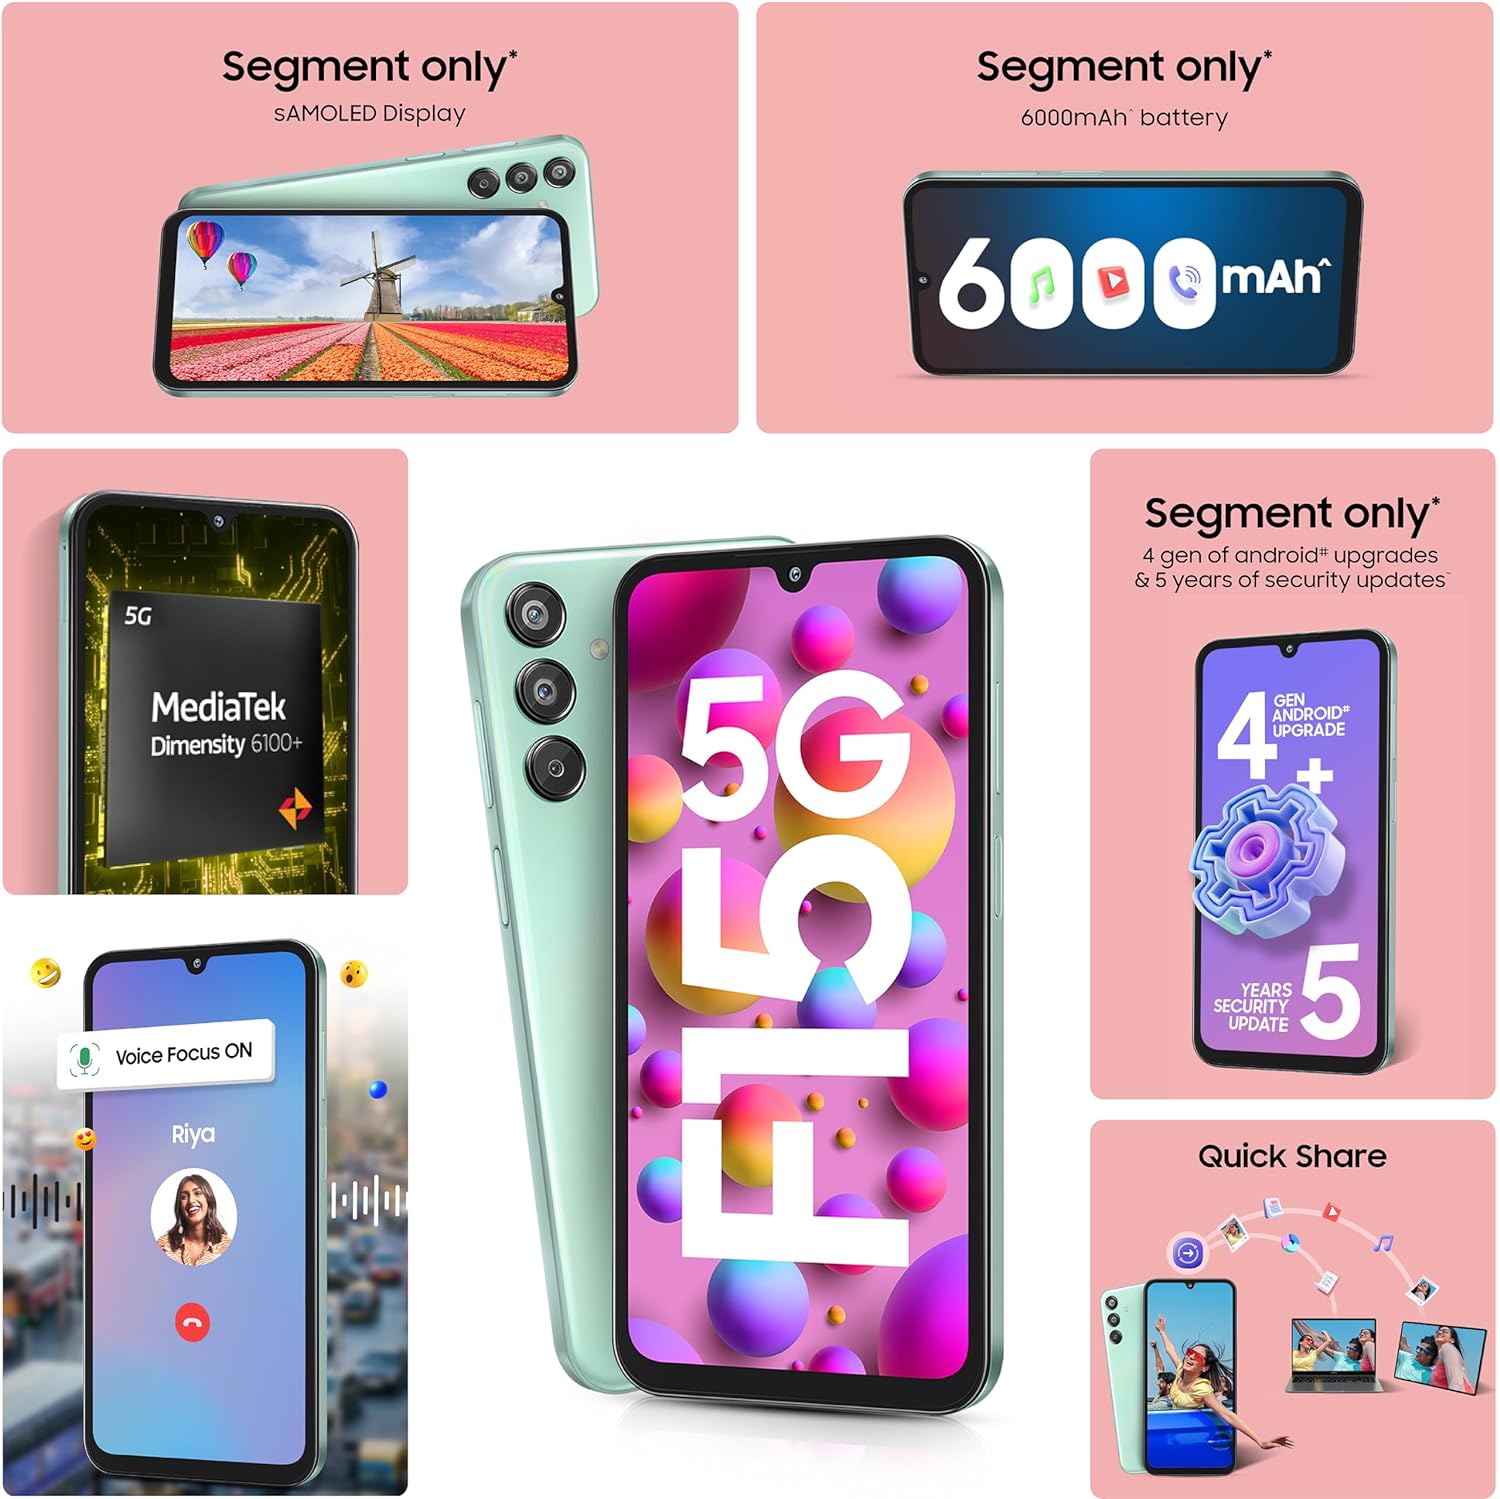 Segment only*
sAMOLED Display
Segment only*
6000mAh^ battery
6000mAh^
5G
MediaTek
Dimensity 6100+
5G
F15
Segment only*
4 gen of android# upgrades
& 5 years of security updates~
4 GEN
ANDROID#
UPGRADE
+
YEARS
SECURITY
UPDATE 5
Voice Focus ON
Riya
Quick Share